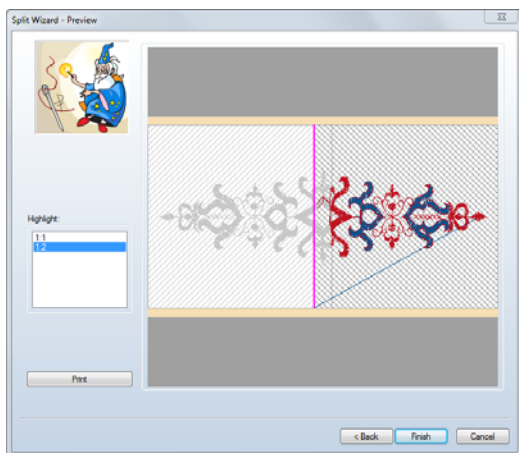 Split Wizard - Preview
Highlight:
1:1
1:2
Print
< Back
Finish
Cancel